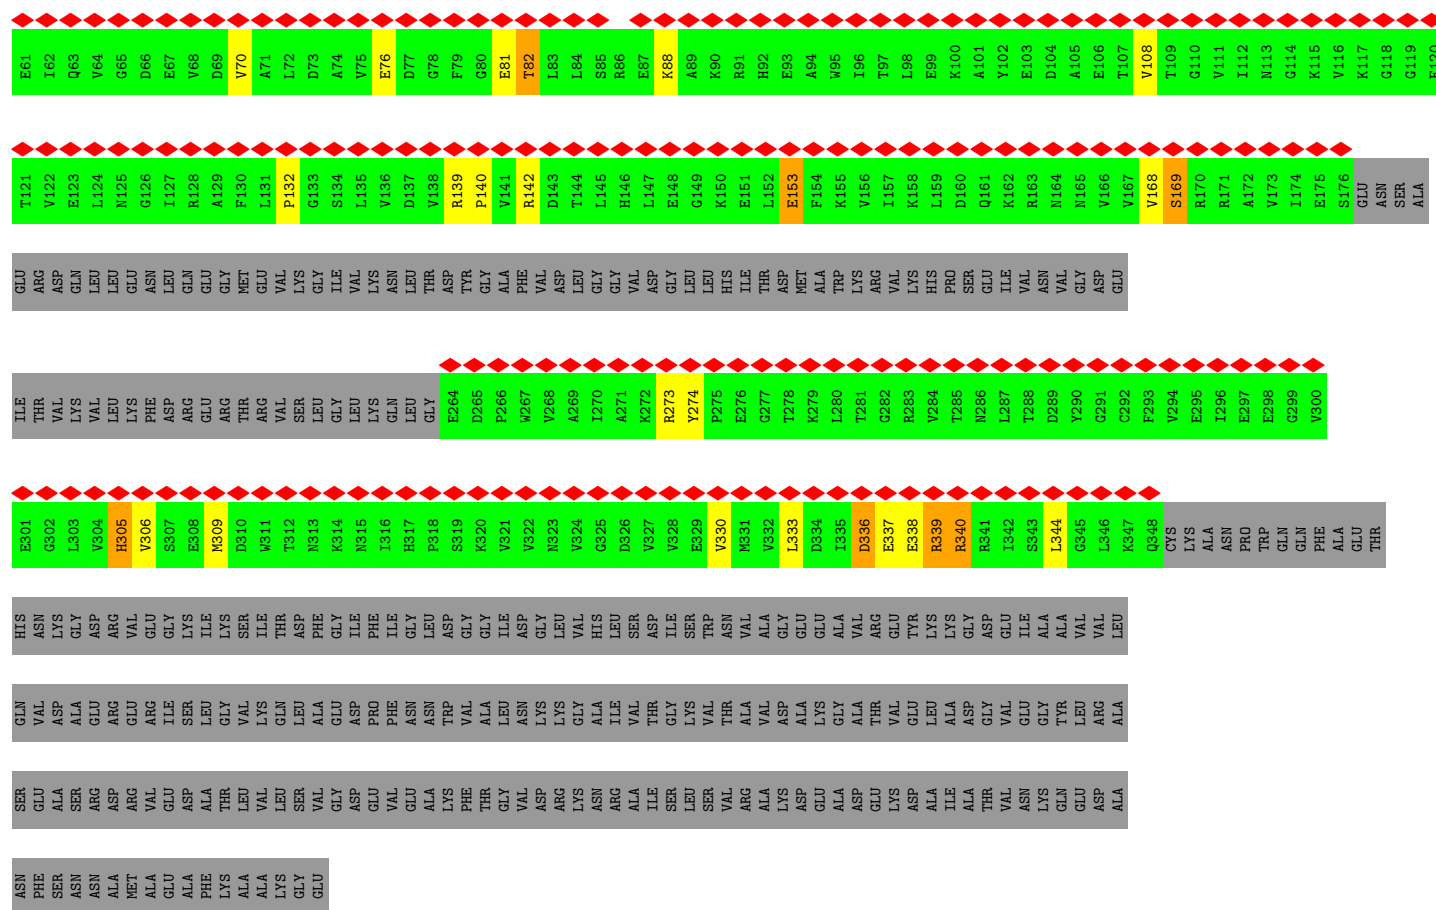 E61 I62 Q63 V64 G65 D66 E67 V68 D69 V70 A71 L72 D73 A74 V75 E76 D77 G78 F79 G80 E81 T82 L83 L84 S85 R86 E87 K88 A89 K90 R91 H92 E93 A94 W95 I96 T97 L98 E99 K100 A101 Y102 E103 D104 A105 E106 T107 V108 T109 G110 V111 I112 N113 G114 K115 V116 K117 G118 G119
T121 V122 E123 L124 N125 G126 I127 R128 A129 F130 L131 P132 G133 S134 L135 V136 D137 V138 R139 P140 V141 R142 D143 T144 L145 H146 L147 E148 G149 K150 E151 L152 E153 F154 K155 V156 I157 K158 L159 D160 Q161 K162 R163 N164 N165 V166 V167 V168 S169 R170 R171 A172 V173 I174 E175 S176 GLU ASN SER ALA
GLU ARG ASP GLN LEU LEU GLU ASN LEU GLN GLU GLY MET GLU VAL LYS GLY ILE VAL LYS ASN LEU THR ASP TYR GLY ALA PHE VAL ASP LEU GLY GLY VAL ASP GLY LEU LEU HIS ILE THR ASP MET ALA TRP LYS ARG VAL LYS HIS PRO SER GLU ILE VAL ASN VAL GLY ASP GLU
ILE THR VAL LYS VAL LEU LYS PHE ASP ARG GLU ARG THR ARG VAL SER LEU GLY LEU LYS GLN LEU GLY E264 D265 P266 W267 V268 A269 I270 A271 K272 R273 Y274 P275 E276 G277 T278 K279 L280 T281 G282 R283 V284 T285 N286 L287 T288 D289 Y290 G291 C292 F293 V294 E295 I296 E297 E298 G299 V300
E301 G302 L303 V304 H305 V306 S307 E308 M309 D310 W311 T312 N313 K314 N315 I316 H317 P318 S319 K320 V321 V322 N323 V324 G325 D326 V327 V328 E329 V330 M331 V332 L333 D334 I335 D336 E337 E338 R339 R340 R341 I342 S343 L344 G345 L346 K347 Q348 CYS LYS ALA ASN PRO TRP GLN GLN PHE ALA GLU THR
HIS ASN LYS GLY ASP ARG VAL GLU GLY LYS ILE LYS SER ILE THR ASP PHE GLY ILE PHE ILE GLY LEU ASP GLY GLY ILE ASP GLY LEU VAL HIS LEU SER ASP ILE SER TRP ASN VAL ALA GLY GLU GLU ALA VAL ARG GLU TYR LYS LYS GLY ASP GLU ILE ALA ALA VAL VAL LEU
GLN VAL ASP ALA GLU ARG GLU ARG ILE SER LEU GLY VAL LYS GLN LEU ALA GLU ASP PRO PHE ASN ASN TRP VAL ALA LEU ASN LYS LYS GLY ALA ILE VAL THR GLY LYS VAL THR ALA VAL ASP ALA LYS GLY ALA THR VAL GLU LEU ALA ASP GLY VAL GLU GLY TYR LEU ARG ALA
SER GLU ALA SER ARG ASP ARG VAL GLU ASP ALA THR LEU VAL LEU SER VAL GLY ASP GLU VAL GLU ALA LYS PHE THR GLY VAL ASP ARG LYS ASN ARG ALA ILE SER LEU SER VAL ARG ALA LYS ASP GLU ALA ASP GLU LYS ASP ALA ILE ALA THR VAL ASN LYS GLN GLU ASP ALA
ASN PHE SER ASN ASN ALA MET ALA GLU ALA PHE LYS ALA ALA LYS GLY GLU